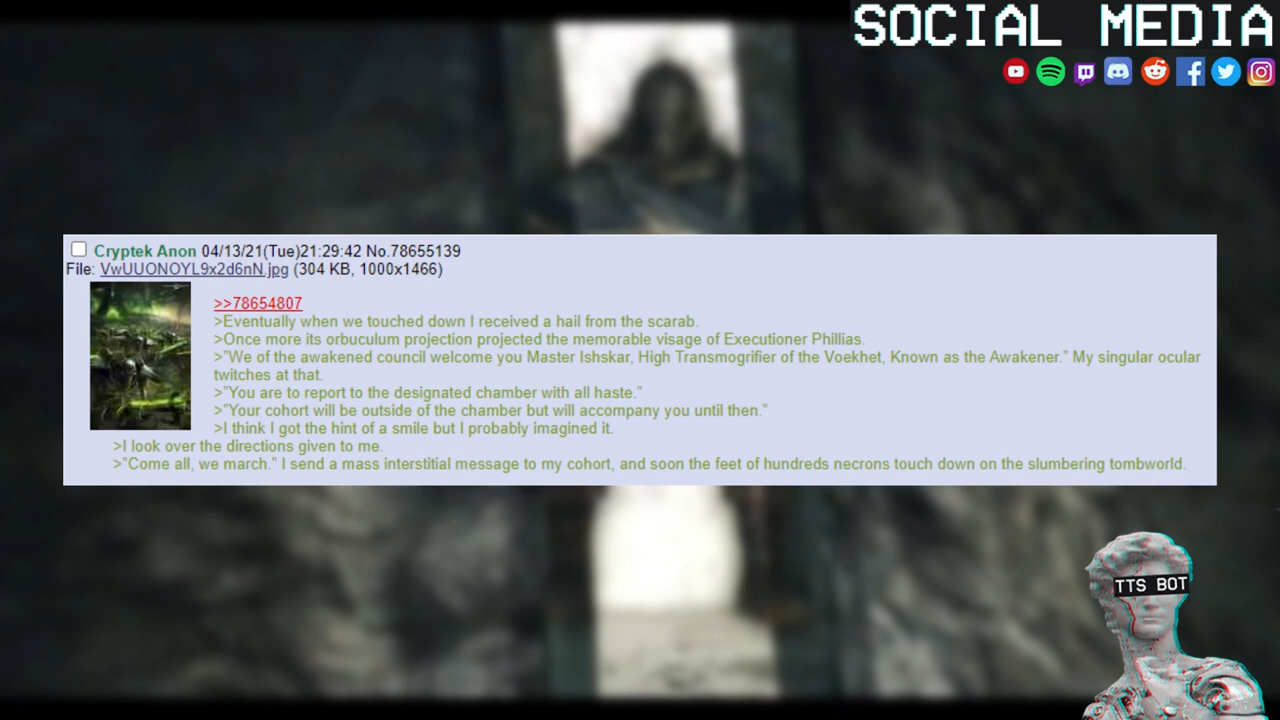 SOCIAL MEDIA
Cryptek Anon 04/13/21(Tue)21:29:42 No.78655139
File: VwUUONOYL9x2d6nN.jpg (304 KB, 1000x1466)
>>78654807
>Eventually when we touched down I received a hail from the scarab.
>Once more its orbuculum projection projected the memorable visage of Executioner Phillias.
>"We of the awakened council welcome you Master Ishskar, High Transmogrifier of the Voekhet, Known as the Awakener." My singular ocular
twitches at that.
>"You are to report to the designated chamber with all haste."
>"Your cohort will be outside of the chamber but will accompany you until then."
>I think I got the hint of a smile but I probably imagined it.
>I look over the directions given to me.
>"Come all, we march." I send a mass interstitial message to my cohort, and soon the feet of hundreds necrons touch down on the slumbering tombworld.
TTS BOT